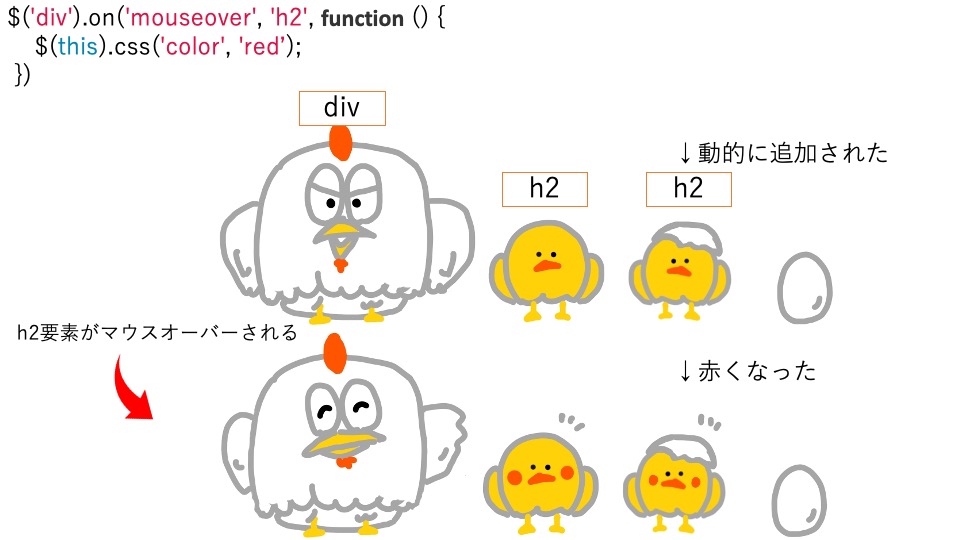 $('div').on('mouseover', 'h2', function () {
$(this).css('color', 'red’);
})
div
↓動的に追加された
h2
h2
h2要素がマウスオーバーされる
↓赤くなった